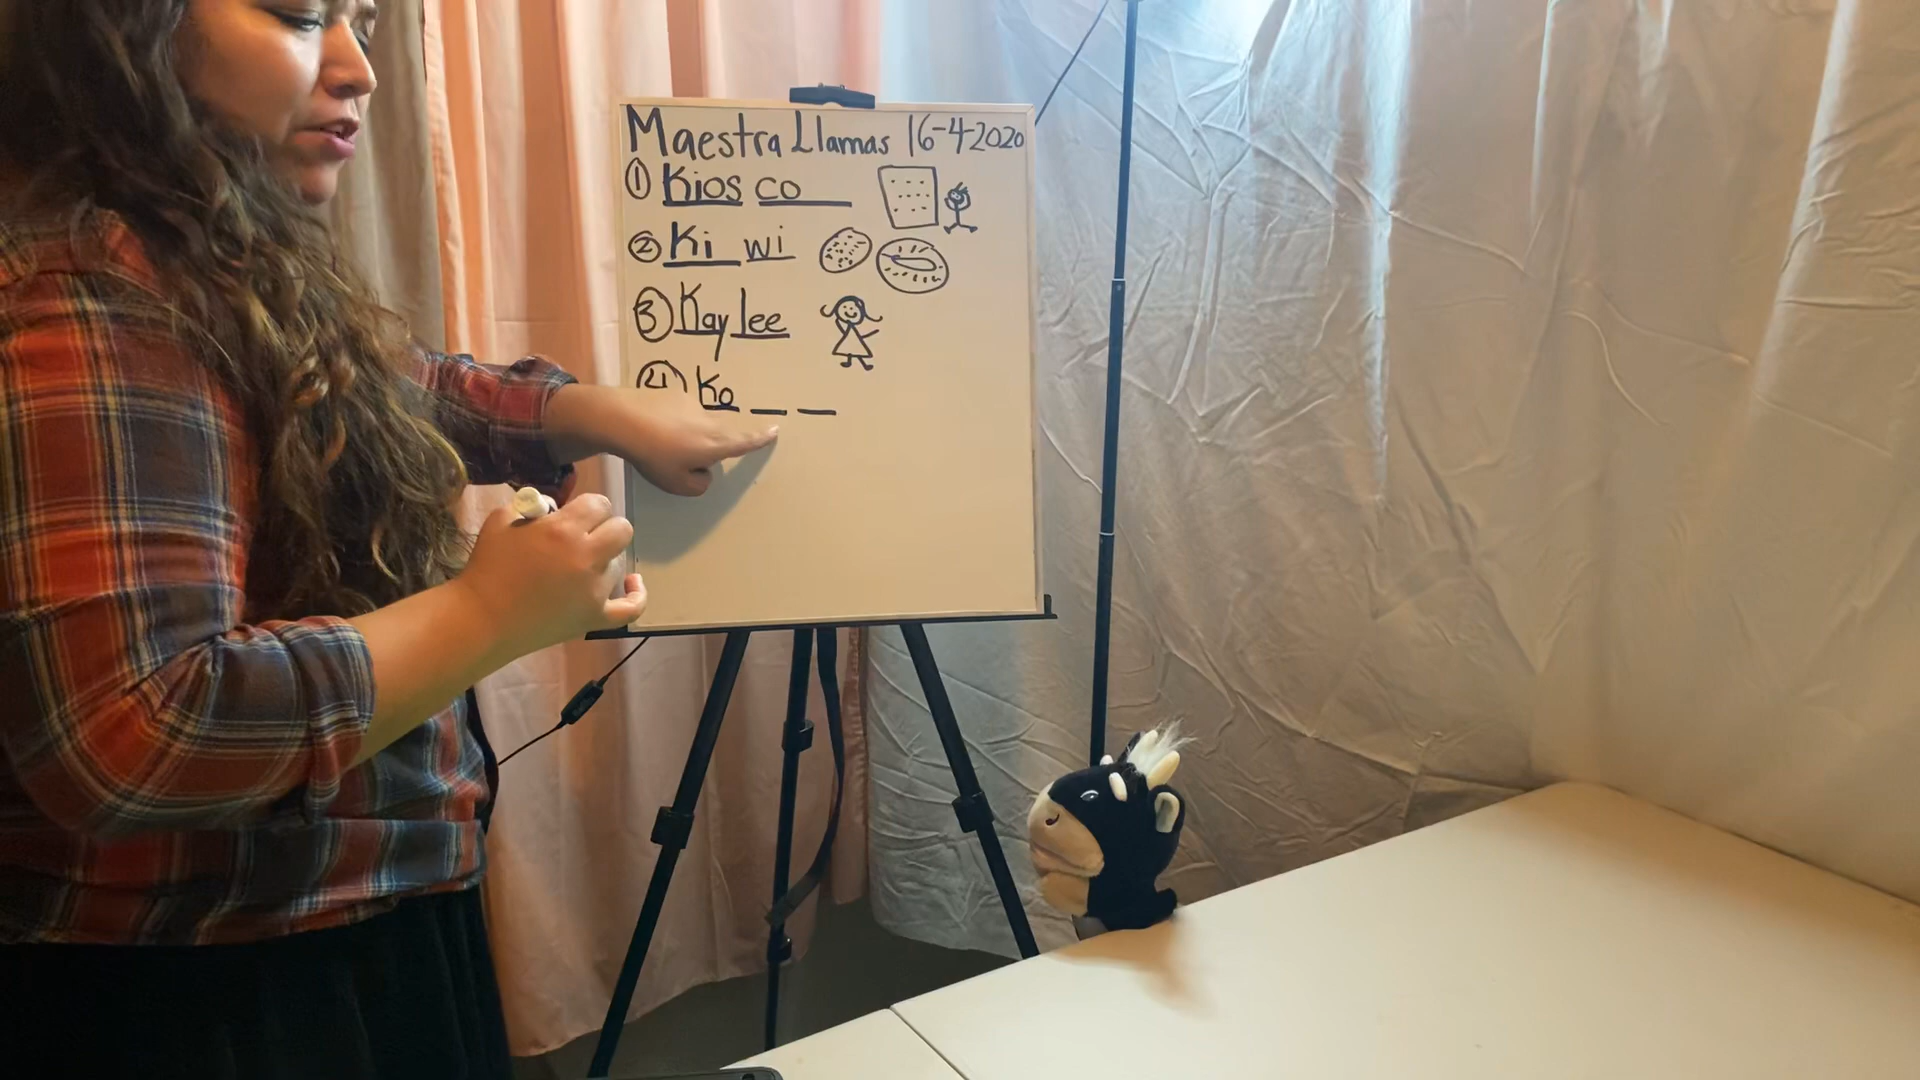 Maestra Llamas 16-4-2020
① Kios co
② Ki wi
③ Kay lee
④ Ko _ _